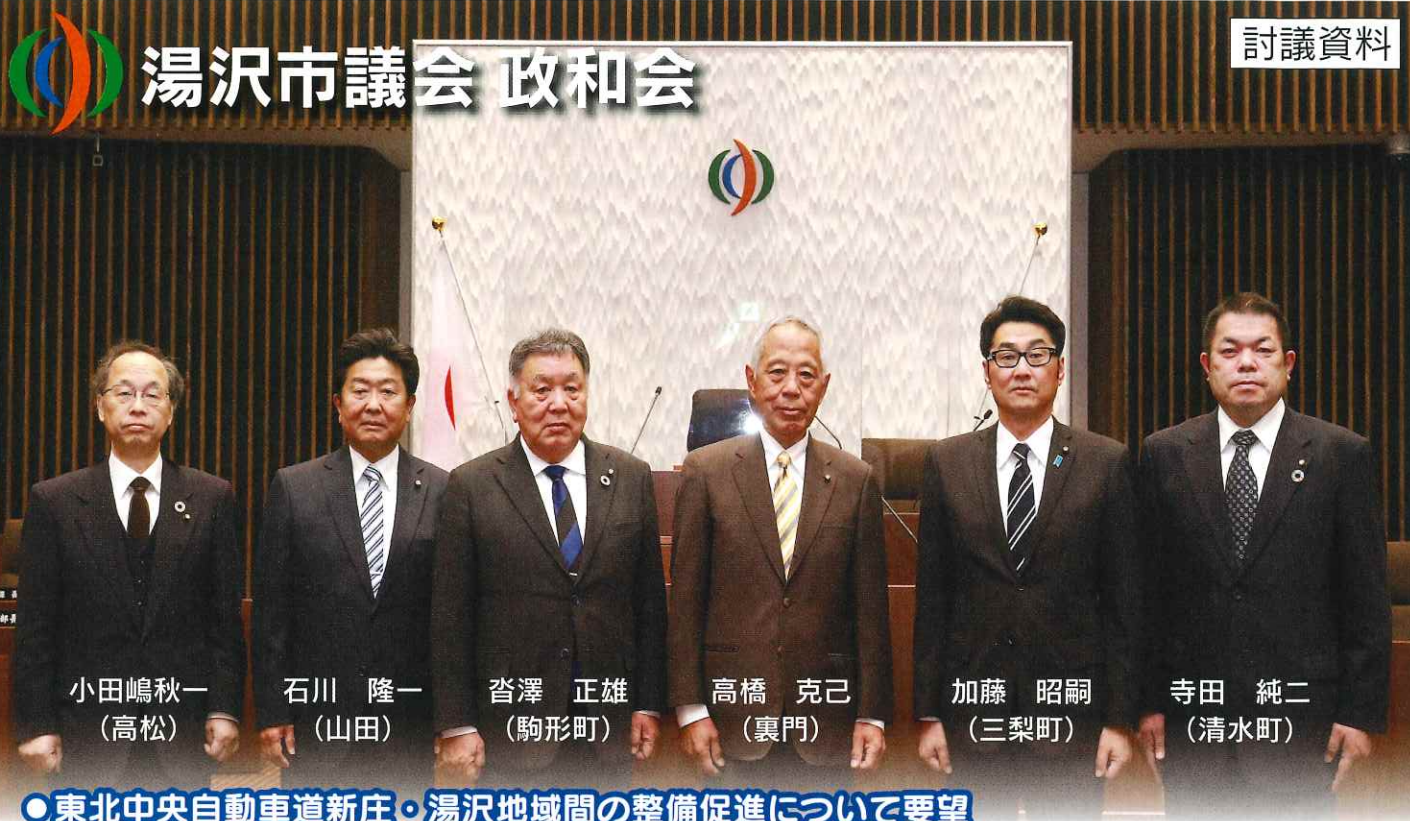 湯沢市議会 政和会
討議資料
小田嶋秋一
（高松）
石川　隆一
（山田）
沓澤　正雄
（駒形町）
高橋　克己
（裏門）
加藤　昭嗣
（三梨町）
寺田　純二
（清水町）
●東北中央自動車道新庄・湯沢地域間の整備促進について要望